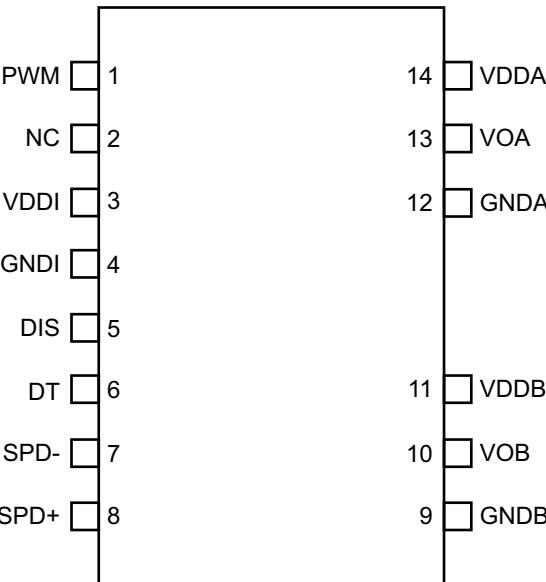 PWM 1 14 VDDA
NC 2 13 VOA
VDDI 3 12 GNDA
GNDI 4
DIS 5
DT 6 11 VDDB
SPD- 7 10 VOB
SPD+ 8 9 GNDB